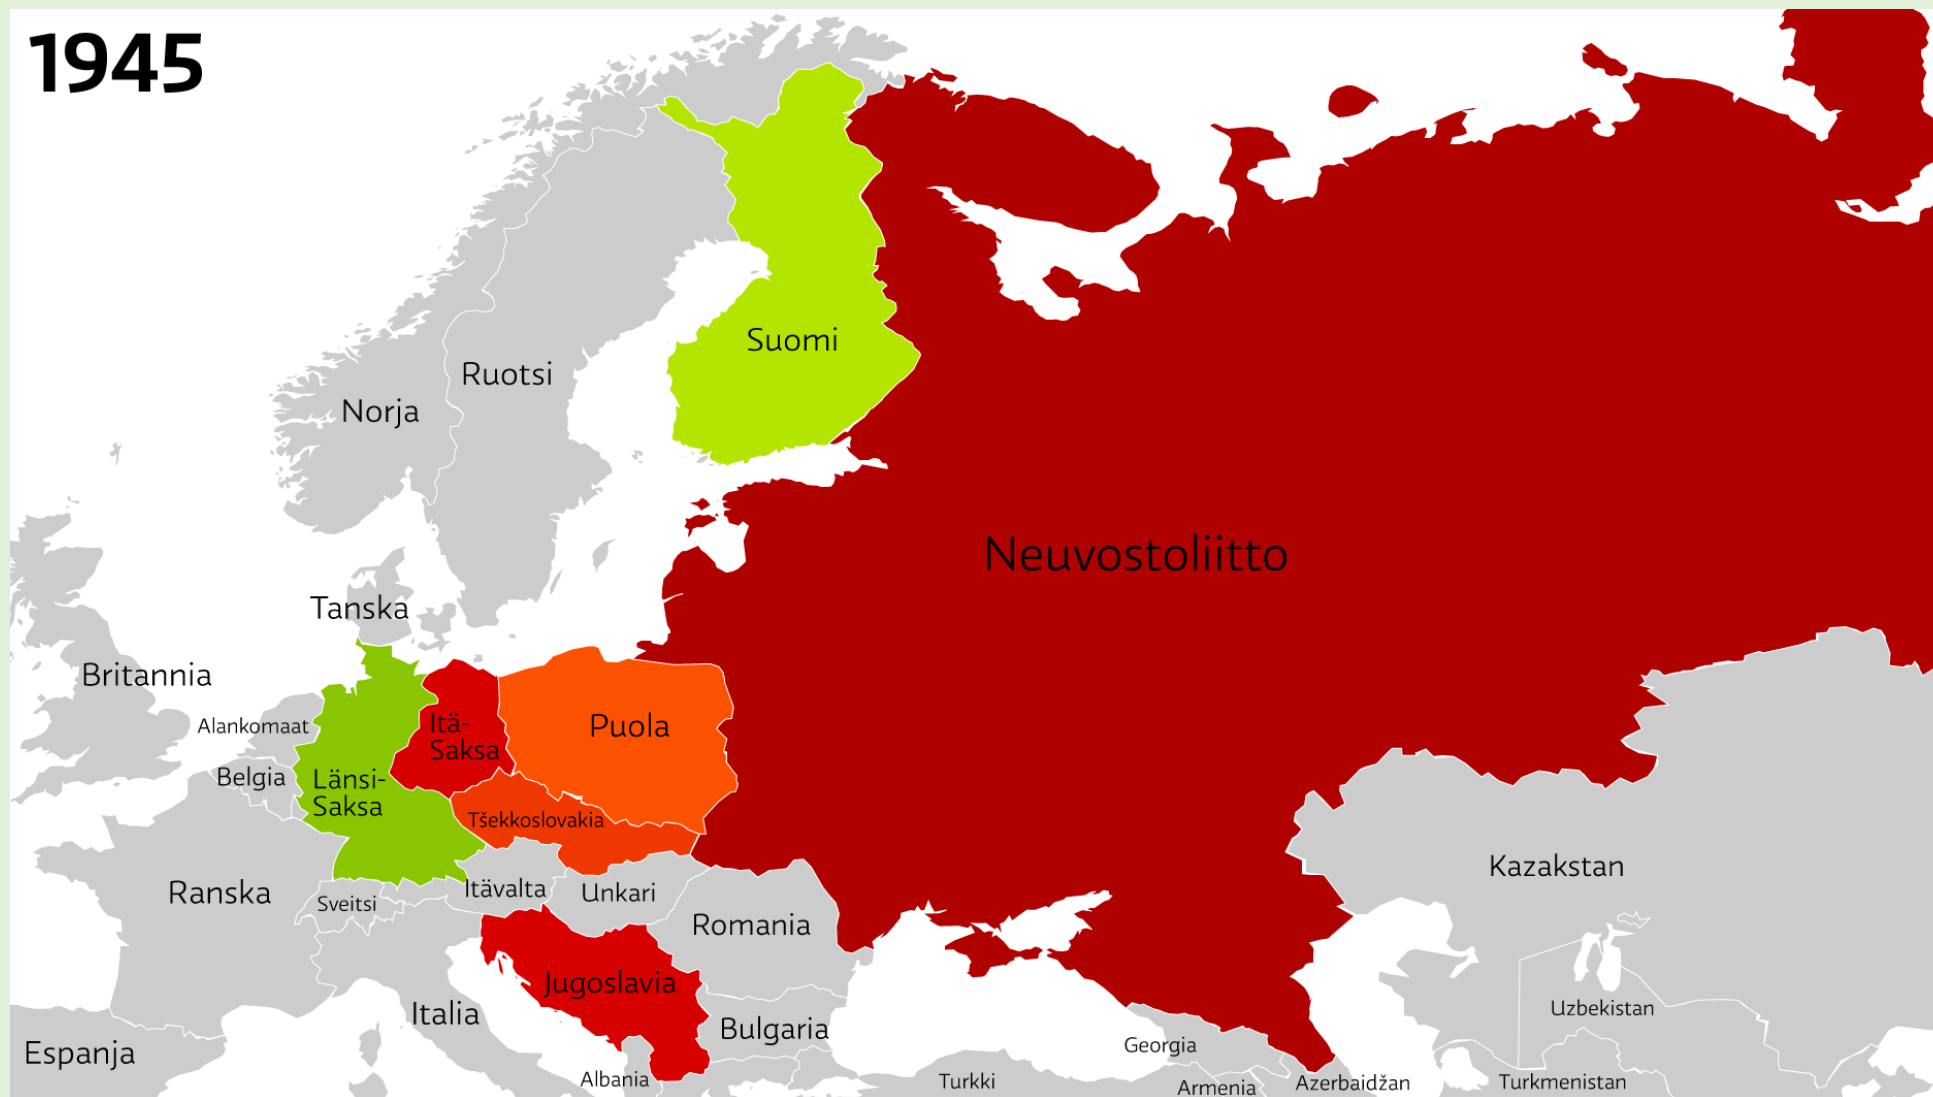 1945
Suomi
Ruotsi
Norja
Neuvostoliitto
Tanska
Britannia
Alankomaat
Itä-
Saksa
Puola
Belgia
Länsi-
Saksa
Tšekkoslovakia
Kazakstan
Ranska
Sveitsi
Itävalta
Unkari
Romania
Jugoslavia
Italia
Bulgaria
Uzbekistan
Espanja
Georgia
Albania
Turkki
Armenia
Azerbaidžan
Turkmenistan